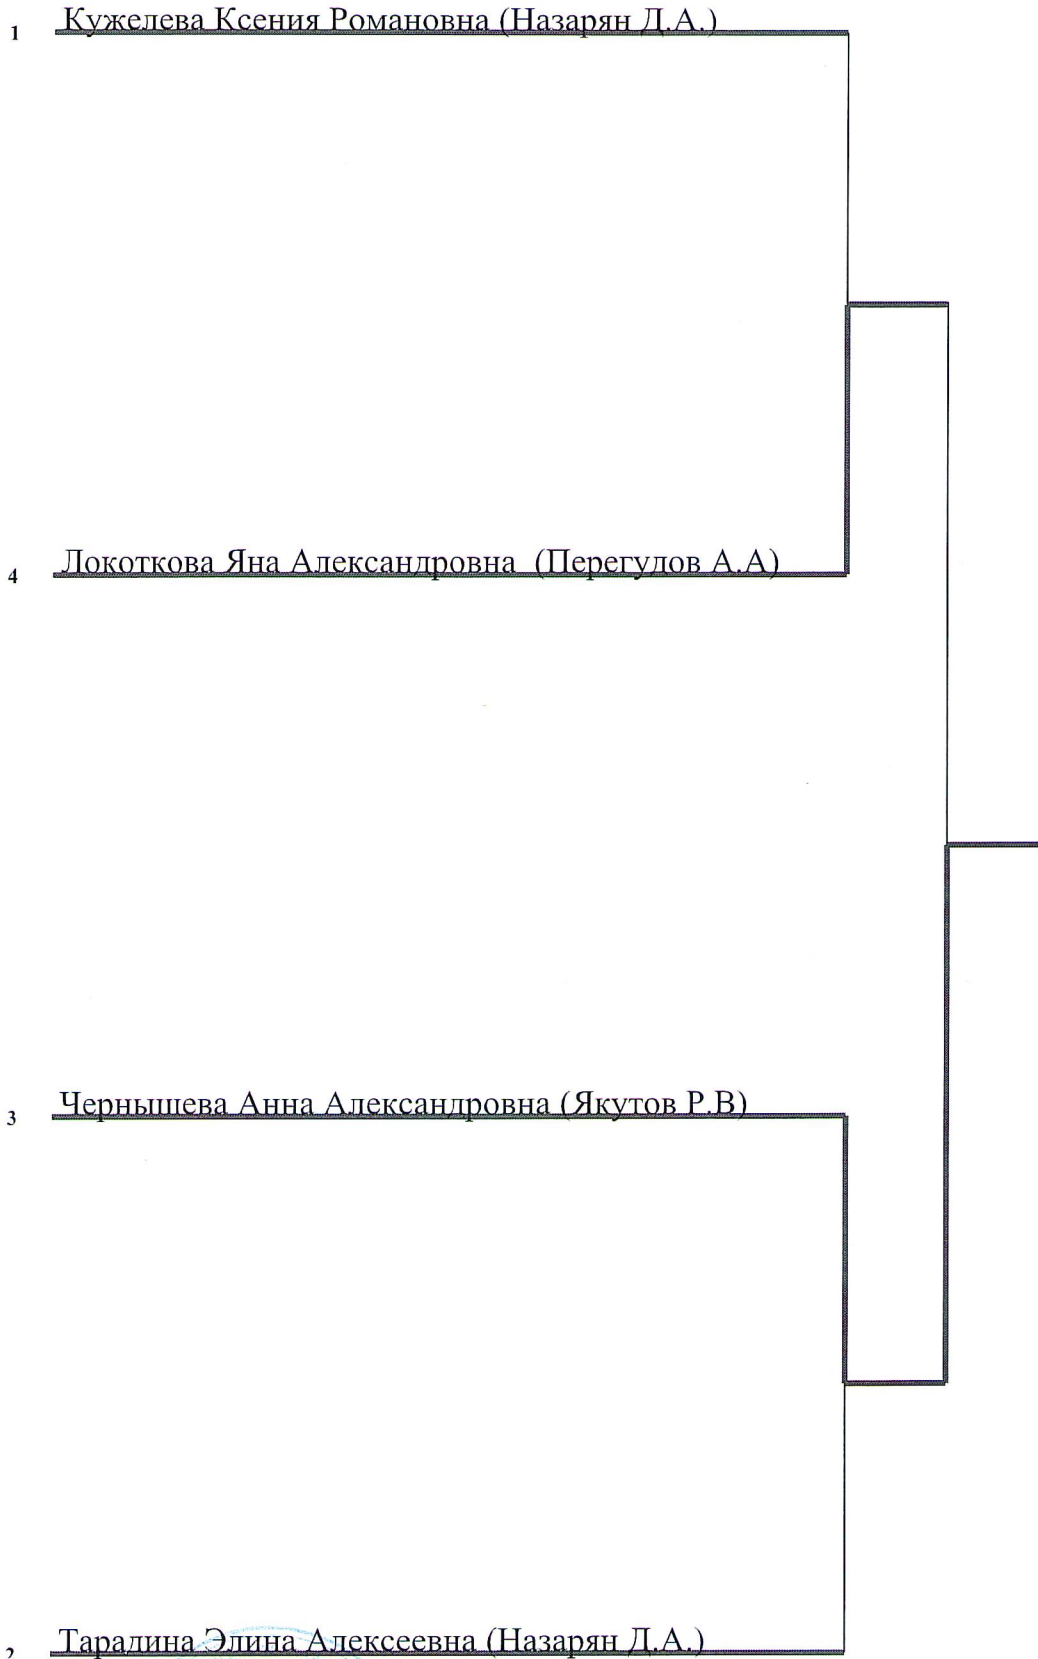 1 Кужелева Ксения Романовна (Назарян Д.А.)
4 Локоткова Яна Александровна (Перегудов А.А)
3 Чернышева Анна Александровна (Якутов Р.В)
2 Тарадина Элина Алексеевна (Назарян Д.А.)